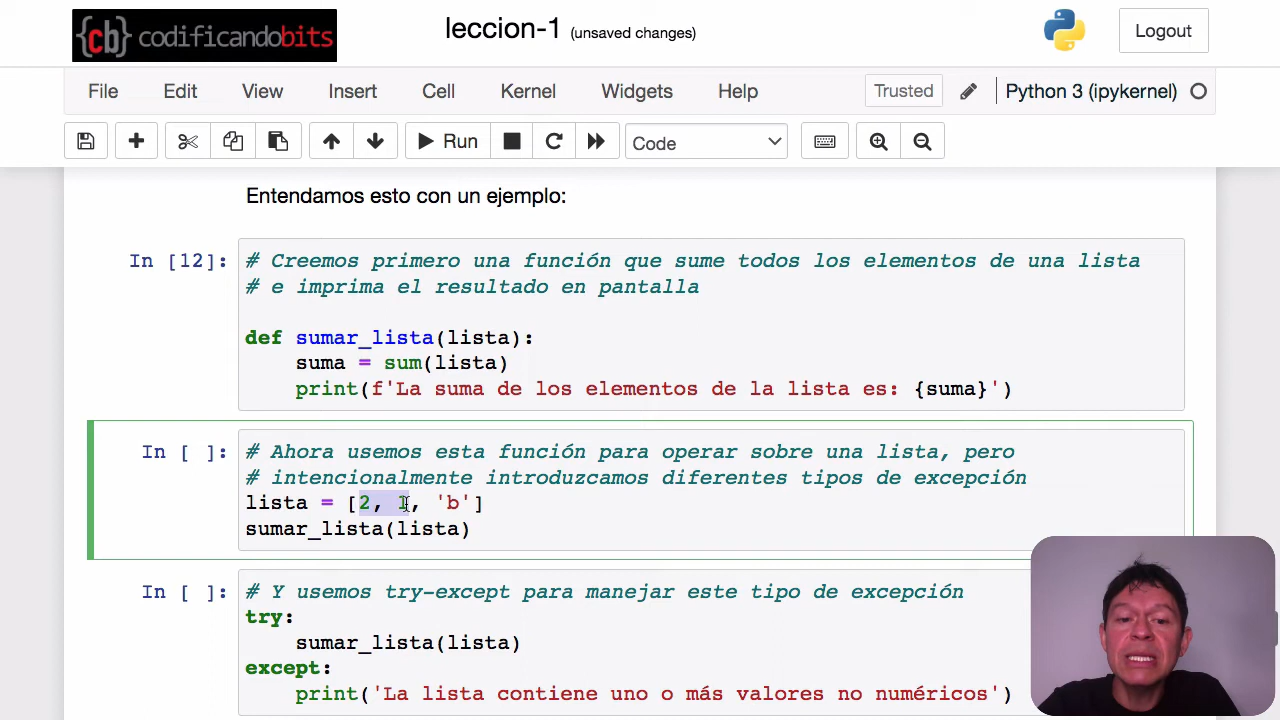 {cb} codificandobits
leccion-1 (unsaved changes)
Logout
File Edit View Insert Cell Kernel Widgets Help
Trusted
Python 3 (ipykernel)
Run
Code
Entendamos esto con un ejemplo:
In [12]:
# Creemos primero una función que sume todos los elementos de una lista
# e imprima el resultado en pantalla
def sumar_lista(lista):
    suma = sum(lista)
    print(f'La suma de los elementos de la lista es: {suma}')
In [ ]:
# Ahora usemos esta función para operar sobre una lista, pero
# intencionalmente introduzcamos diferentes tipos de excepción
lista = [2, 1, 'b']
sumar_lista(lista)
In [ ]:
# Y usemos try-except para manejar este tipo de excepción
try:
    sumar_lista(lista)
except:
    print('La lista contiene uno o más valores no numéricos')